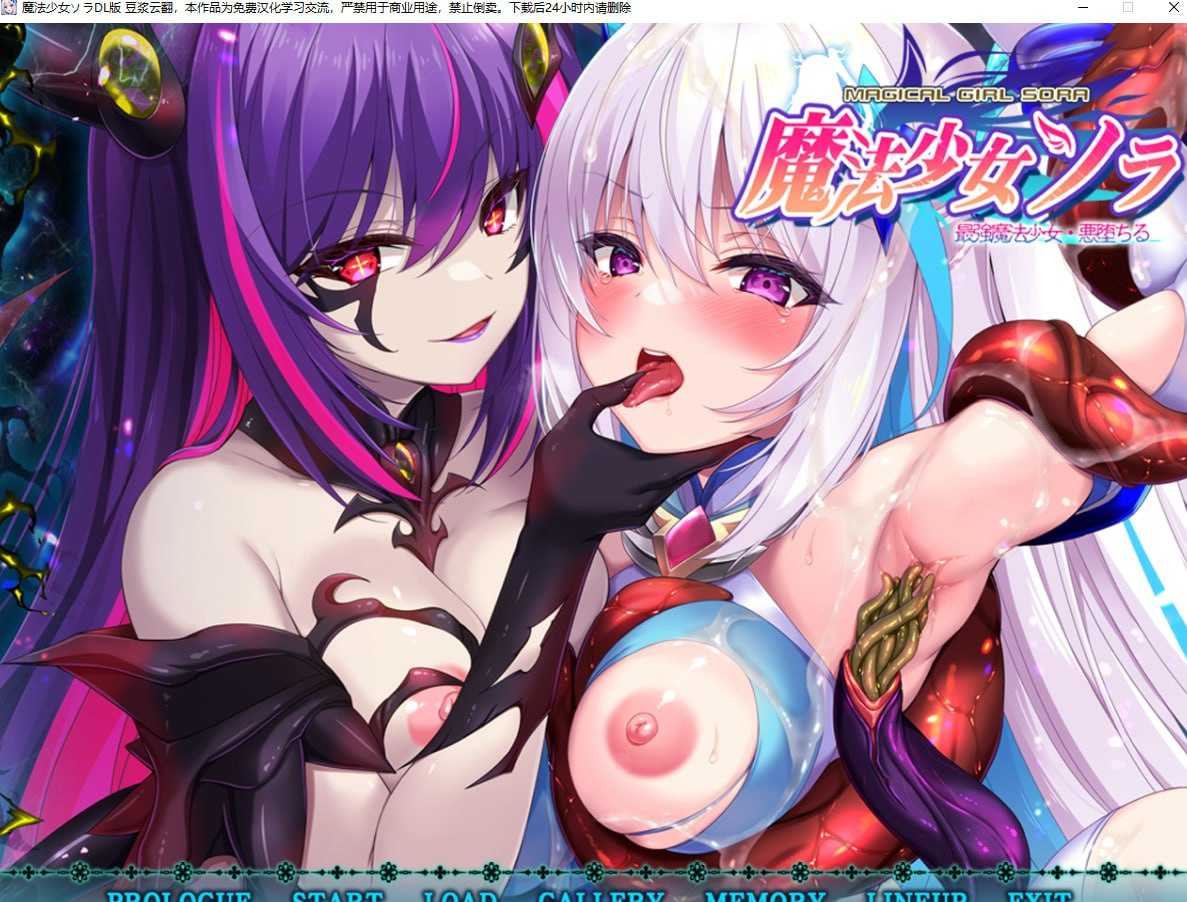 魔法少女ソラDL版 豆浆云翻，本作品为免费汉化学习交流，严禁用于商业用途，禁止倒卖。下载后24小时内请删除
MAGICAL GIRL SORA
魔法少女ソラ
最強魔法少女・悪堕ちる
PROLOGUE START LOAD GALLERY MEMORY LINEUP EXIT